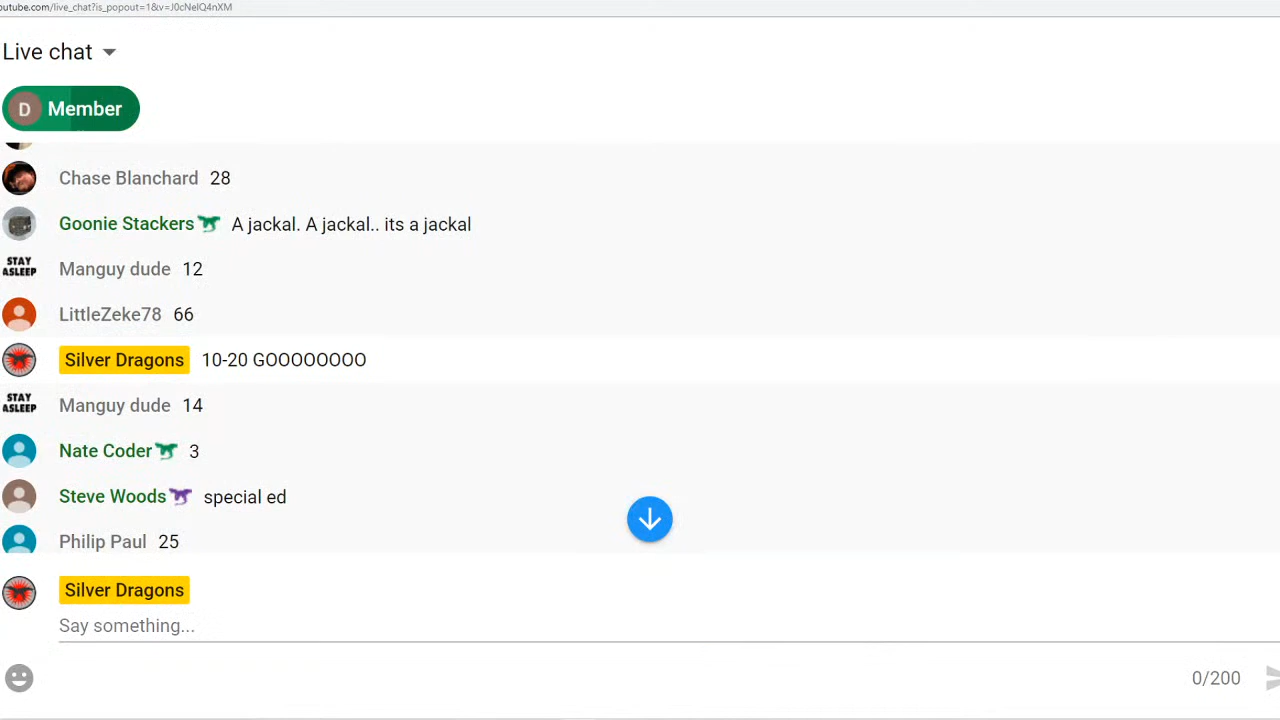 outube.com/live_chat?is_popout=1&v=J0cNeIQ4nXM
Live chat
D Member
Chase Blanchard 28
Goonie Stackers A jackal. A jackal.. its a jackal
STAY ASLEEP Manguy dude 12
LittleZeke78 66
Silver Dragons 10-20 GOOOOOOOO
STAY ASLEEP Manguy dude 14
Nate Coder 3
Steve Woods special ed
Philip Paul 25
Silver Dragons
Say something...
0/200